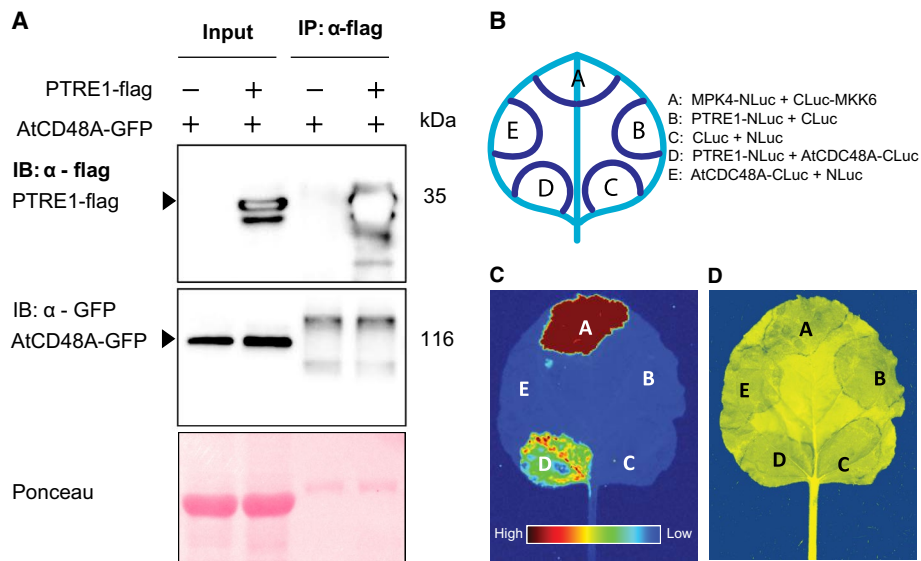 A
Input
IP: α-flag
PTRE1-flag
− + − +
AtCD48A-GFP
+ + + +
kDa
IB: α - flag
PTRE1-flag
35
IB: α - GFP
AtCD48A-GFP
116
Ponceau
B
A
E
B
D
C
A: MPK4-NLuc + CLuc-MKK6
B: PTRE1-NLuc + CLuc
C: CLuc + NLuc
D: PTRE1-NLuc + AtCDC48A-CLuc
E: AtCDC48A-CLuc + NLuc
C
A
E
B
D
C
High
Low
D
A
E
B
D
C